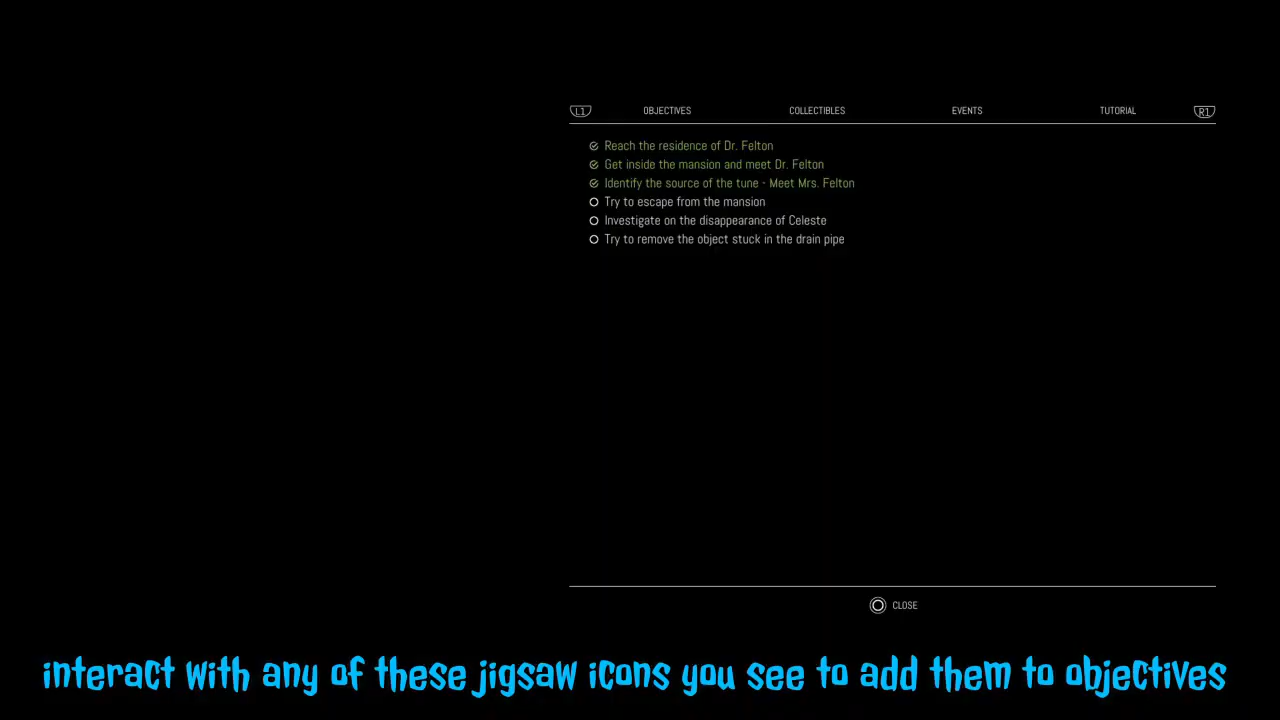 L1 OBJECTIVES COLLECTIBLES EVENTS TUTORIAL R1
Reach the residence of Dr. Felton
Get inside the mansion and meet Dr. Felton
Identify the source of the tune - Meet Mrs. Felton
Try to escape from the mansion
Investigate on the disappearance of Celeste
Try to remove the object stuck in the drain pipe
CLOSE
interact with any of these jigsaw icons you see to add them to objectives